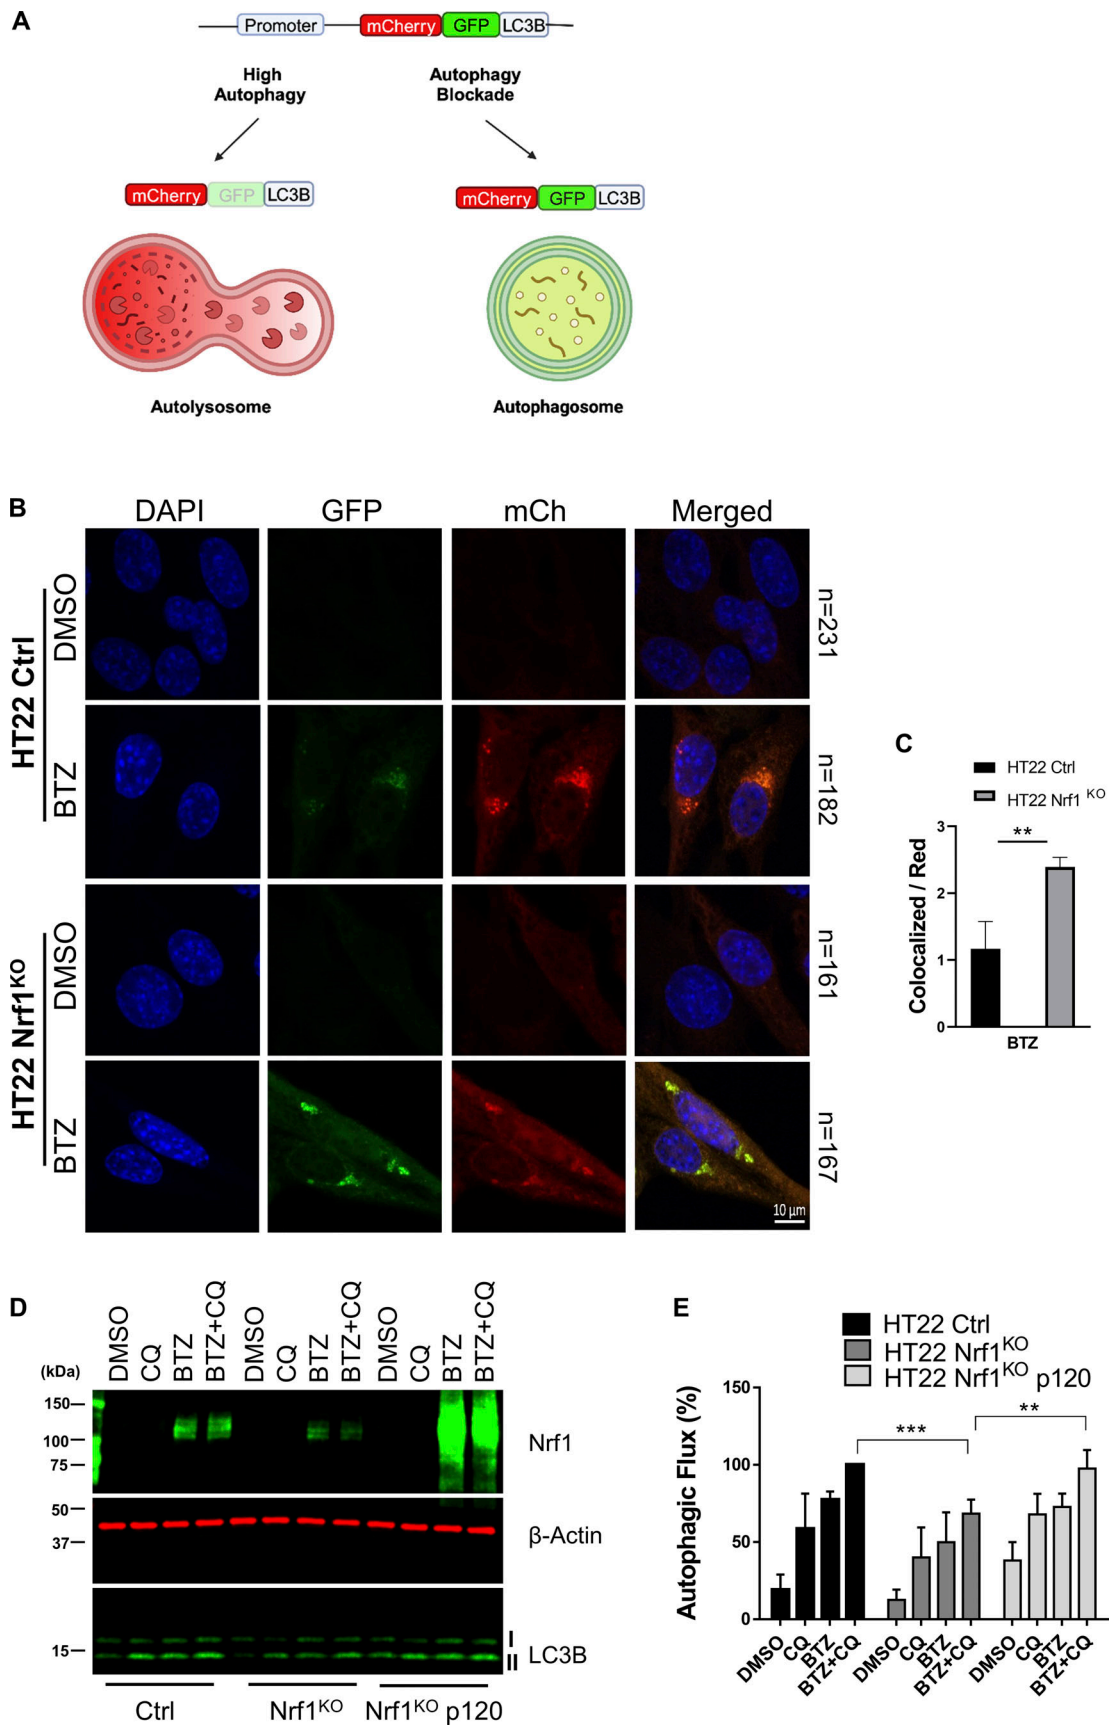 A
Promoter mCherry GFP LC3B
High
Autophagy
Autophagy
Blockade
mCherry GFP LC3B
mCherry GFP LC3B
Autolysosome
Autophagosome
B
DAPI GFP mCh Merged
HT22 Ctrl
DMSO
n=231
BTZ
n=182
HT22 Nrf1KO
DMSO
n=161
BTZ
n=167
10 µm
C
HT22 Ctrl
HT22 Nrf1 KO
Colocalized / Red
3
2
1
0
**
BTZ
D
DMSO CQ BTZ BTZ+CQ DMSO CQ BTZ BTZ+CQ DMSO CQ BTZ BTZ+CQ
(kDa)
150
100
75
Nrf1
50
37
β-Actin
15
I
II
LC3B
Ctrl Nrf1KO Nrf1KO p120
E
HT22 Ctrl
HT22 Nrf1KO
HT22 Nrf1KO p120
Autophagic Flux (%)
150
100
50
0
***
**
DMSO CQ BTZ BTZ+CQ DMSO CQ BTZ BTZ+CQ DMSO CQ BTZ BTZ+CQ